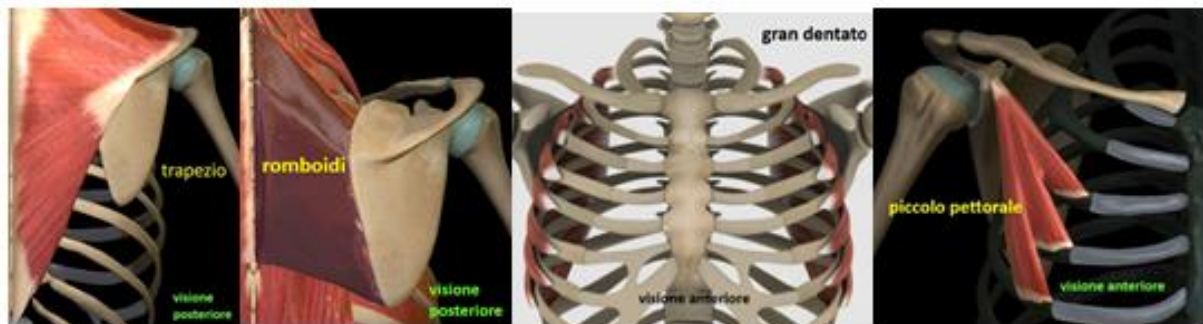 trapezio
visione
posteriore
romboidi
visione
posteriore
gran dentato
visione anteriore
piccolo pettorale
visione anteriore